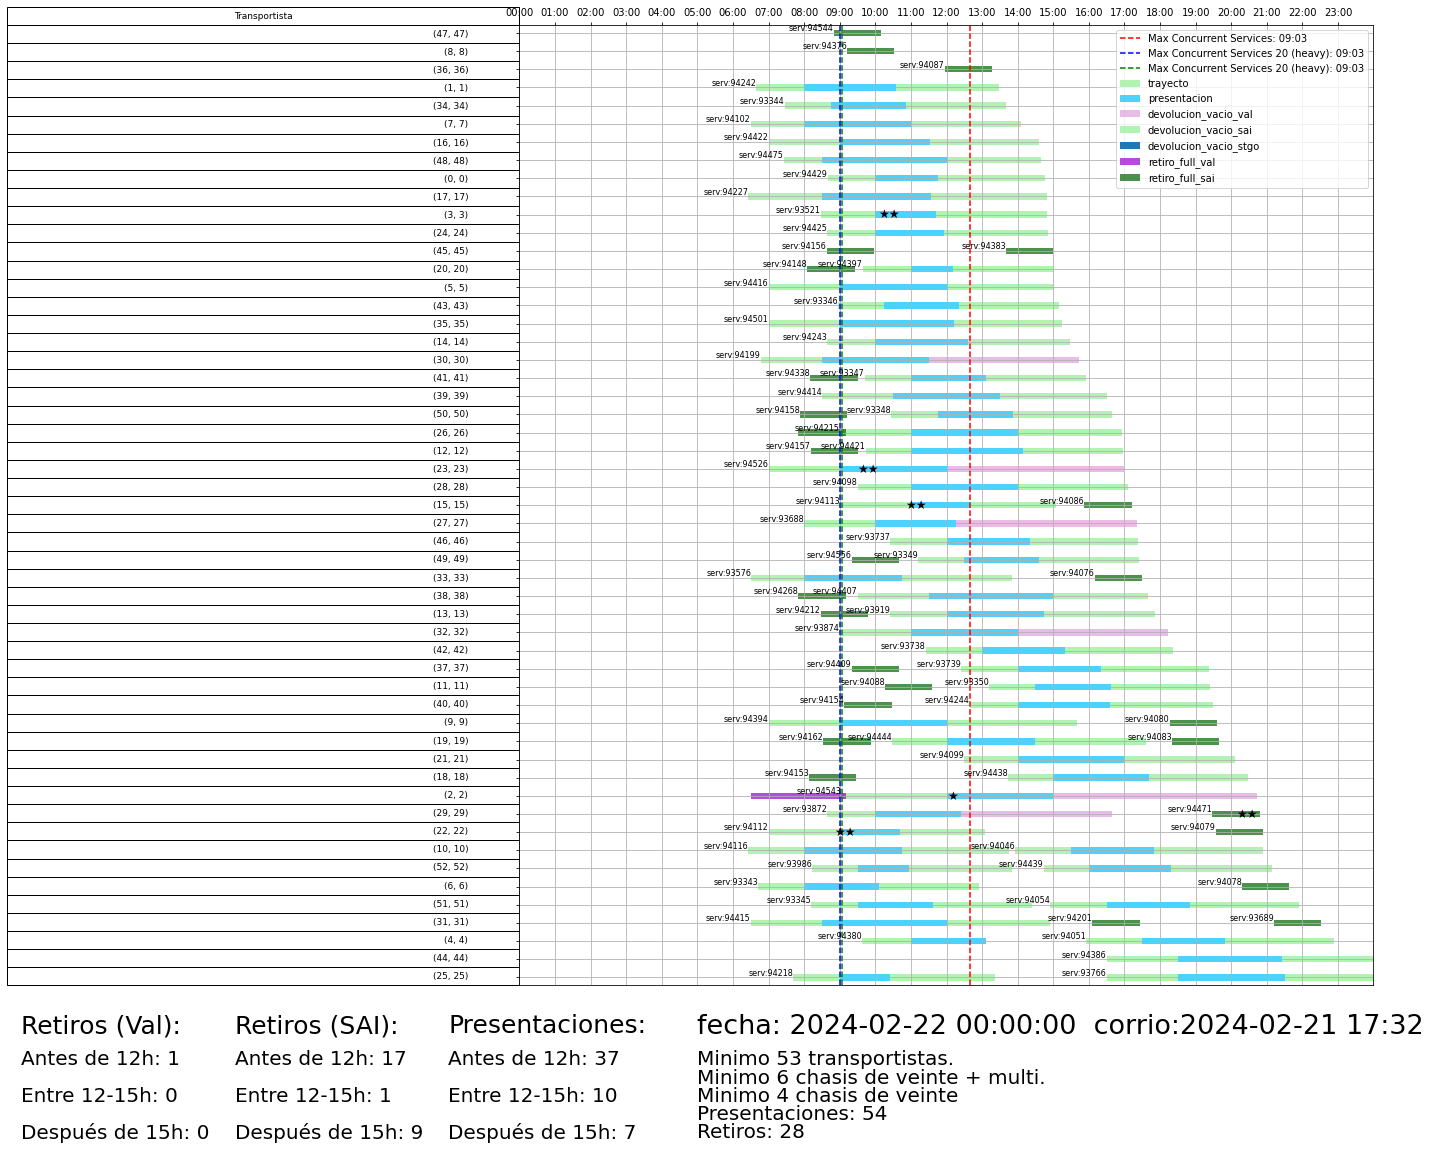 Transportista
00:00 01:00 02:00 03:00 04:00 05:00 06:00 07:00 08:00 09:00 10:00 11:00 12:00 13:00 14:00 15:00 16:00 17:00 18:00 19:00 20:00 21:00 22:00 23:00
Max Concurrent Services: 09:03
Max Concurrent Services 20 (heavy): 09:03
Max Concurrent Services 20 (heavy): 09:03
trayecto
presentacion
devolucion_vacio_val
devolucion_vacio_sai
devolucion_vacio_stgo
retiro_full_val
retiro_full_sai
(47, 47) serv:94544
(8, 8) serv:94376
(36, 36) serv:94087
(1, 1) serv:94242
(34, 34) serv:93344
(7, 7) serv:94102
(16, 16) serv:94422
(48, 48) serv:94475
(0, 0) serv:94429
(17, 17) serv:94227
(3, 3) serv:93521
(24, 24) serv:94425
(45, 45) serv:94156 serv:94383
(20, 20) serv:94148 serv:94397
(5, 5) serv:94416
(43, 43) serv:93346
(35, 35) serv:94501
(14, 14) serv:94243
(30, 30) serv:94199
(41, 41) serv:94338 serv:93347
(39, 39) serv:94414
(50, 50) serv:94158 serv:93348
(26, 26) serv:94215
(12, 12) serv:94157 serv:94421
(23, 23) serv:94526
(28, 28) serv:94098
(15, 15) serv:94113 serv:94086
(27, 27) serv:93688
(46, 46) serv:93737
(49, 49) serv:94556 serv:93349
(33, 33) serv:93576 serv:94076
(38, 38) serv:94268 serv:94407
(13, 13) serv:94212 serv:93919
(32, 32) serv:93874
(42, 42) serv:93738
(37, 37) serv:94409 serv:93739
(11, 11) serv:94088 serv:93350
(40, 40) serv:94244
(9, 9) serv:94394 serv:94080
(19, 19) serv:94162 serv:94444 serv:94083
(21, 21) serv:94099
(18, 18) serv:94153 serv:94438
(2, 2) serv:94543
(29, 29) serv:93872 serv:94471
(22, 22) serv:94112 serv:94079
(10, 10) serv:94116 serv:94046
(52, 52) serv:93986 serv:94439
(6, 6) serv:93343 serv:94078
(51, 51) serv:93345 serv:94054
(31, 31) serv:94415 serv:94201 serv:93689
(4, 4) serv:94380 serv:94051
(44, 44) serv:94386
(25, 25) serv:94218 serv:93766
Retiros (Val):
Antes de 12h: 1
Entre 12-15h: 0
Después de 15h: 0
Retiros (SAI):
Antes de 12h: 17
Entre 12-15h: 1
Después de 15h: 9
Presentaciones:
Antes de 12h: 37
Entre 12-15h: 10
Después de 15h: 7
fecha: 2024-02-22 00:00:00 corrio:2024-02-21 17:32
Minimo 53 transportistas.
Minimo 6 chasis de veinte + multi.
Minimo 4 chasis de veinte
Presentaciones: 54
Retiros: 28